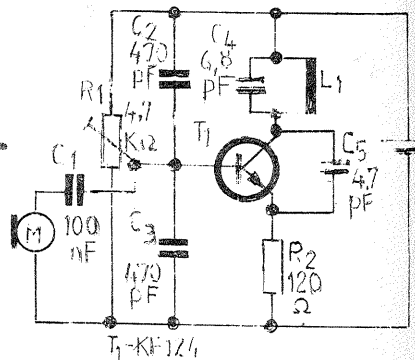 C2
470
pF
C4
6,8
pF
L1
R1
4,7
KΩ
T1
C5
4,7
pF
C1
100
nF
M
C3
470
pF
R2
120
Ω
T1-KF124